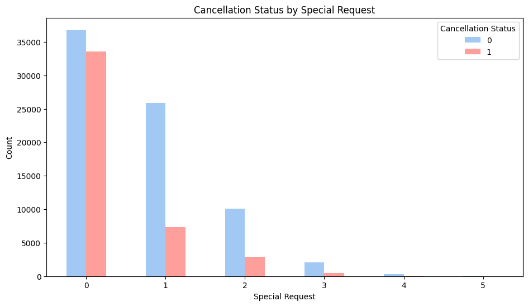 Cancellation Status by Special Request
Cancellation Status
0
1
35000
30000
25000
20000
15000
10000
5000
0
Count
0 1 2 3 4 5
Special Request